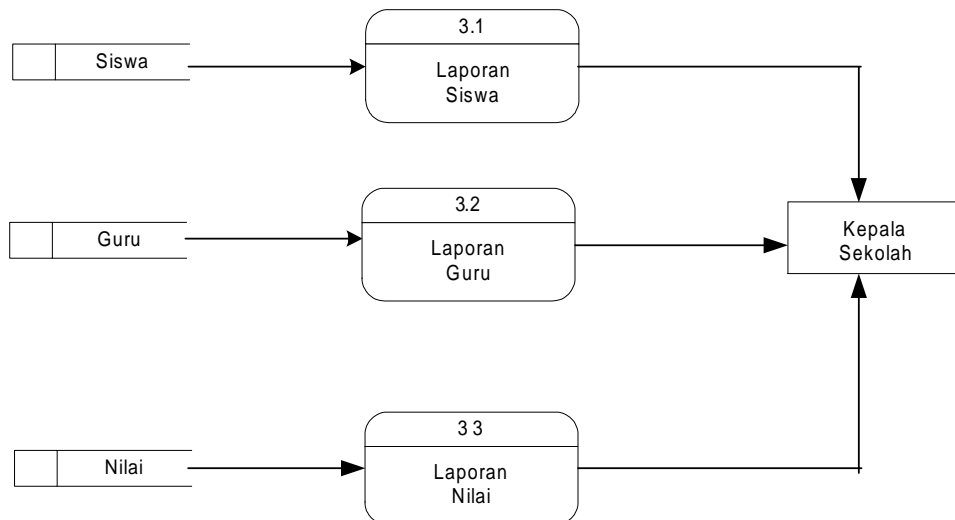 Siswa
3.1
Laporan
Siswa
Guru
3.2
Laporan
Guru
Kepala
Sekolah
Nilai
3 3
Laporan
Nilai